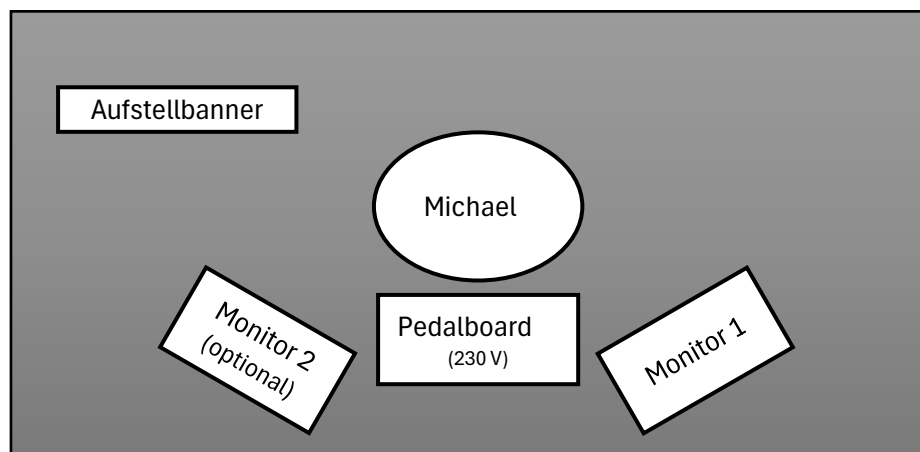 Aufstellbanner
Michael
Monitor 2
(optional)
Pedalboard
(230 V)
Monitor 1